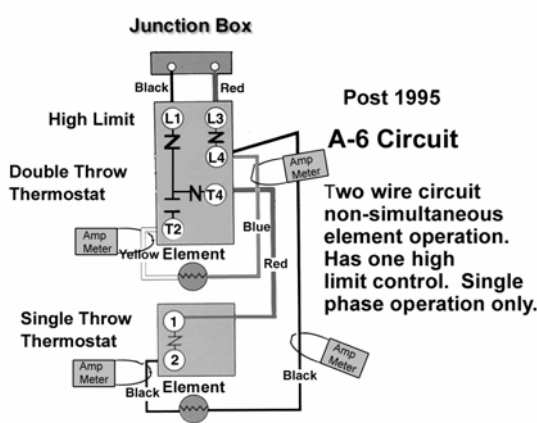 Junction Box
Black
Red
Post 1995
High Limit
L1
L3
A-6 Circuit
L4
Amp
Meter
Double Throw
Thermostat
T4
Two wire circuit
non-simultaneous
element operation.
Has one high
limit control. Single
phase operation only.
T2
Blue
Amp
Meter
Yellow
Element
Red
Single Throw
Thermostat
1
2
Amp
Meter
Amp
Meter
Black
Element
Black